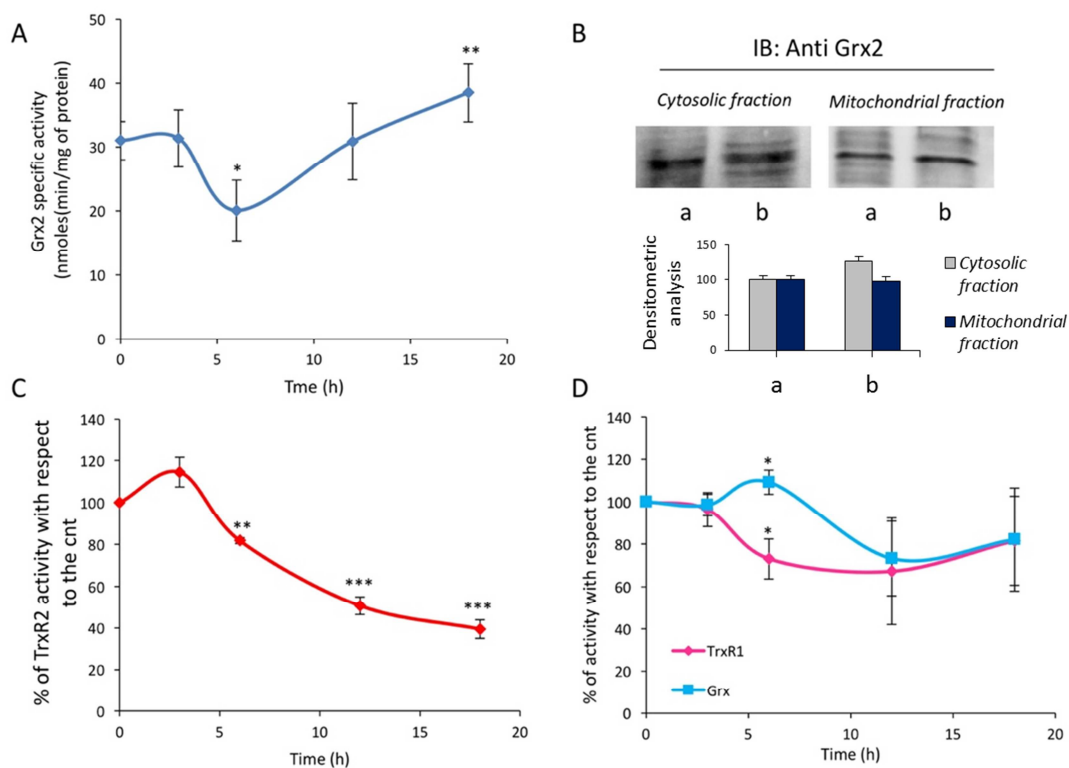 A
Grx2 specific activity
(nmoles(min/mg of protein)
50
40
30
20
10
0
*
**
0 5 10 15 20
Tme (h)
B
IB: Anti Grx2
Cytosolic fraction Mitochondrial fraction
a b a b
Densitometric
analysis
150
100
50
0
a b
Cytosolic
fraction
Mitochondrial
fraction
C
% of TrxR2 activity with respect
to the cnt
140
120
100
80
60
40
20
0
**
***
***
0 5 10 15 20
Time (h)
D
% of activity with respect to the cnt
140
120
100
80
60
40
20
0
*
*
TrxR1
Grx
0 5 10 15 20
Time (h)